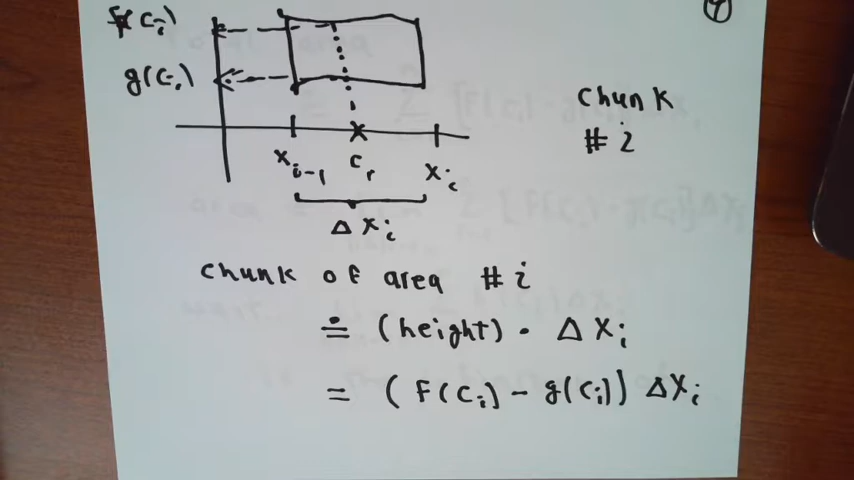 f(ci)
g(ci)
chunk
# i
xi-1 ci xi
Δxi
chunk of area # i
≐ (height) · Δxi
= (f(ci) - g(ci)) Δxi